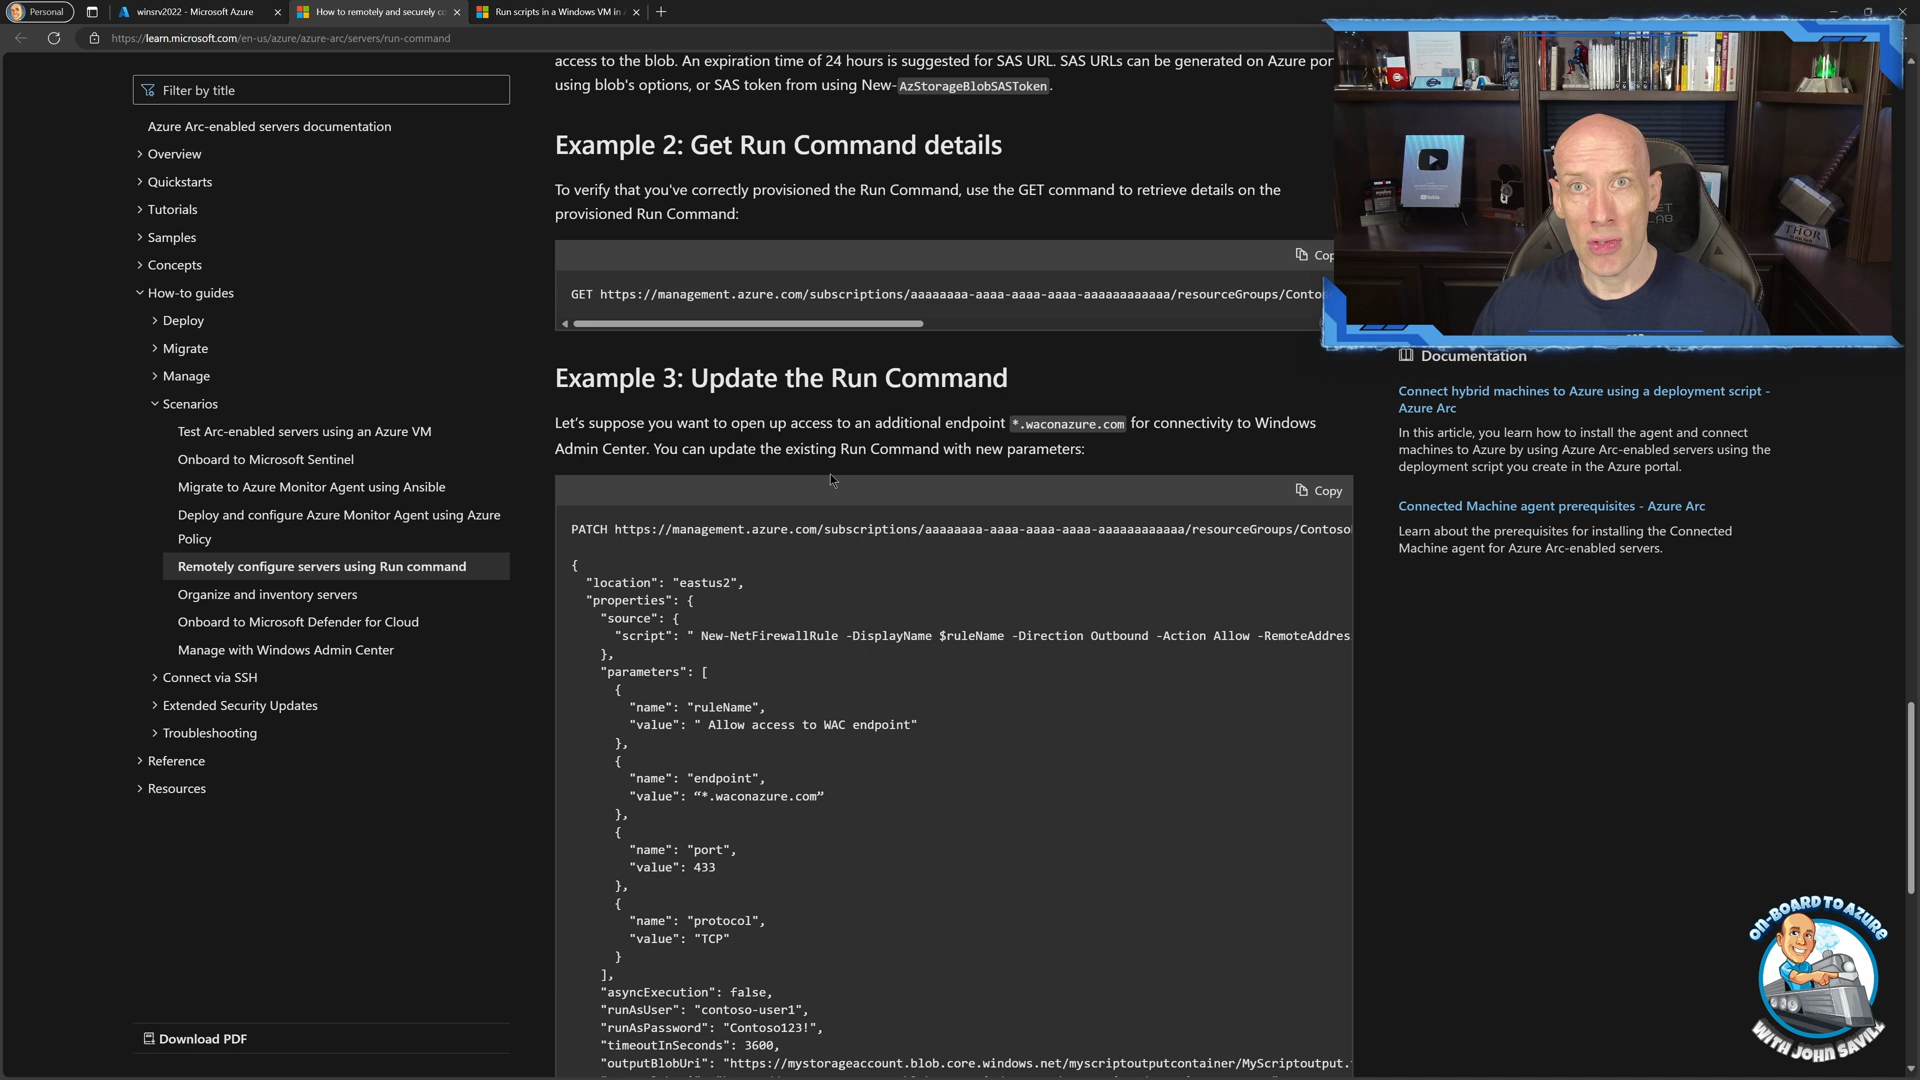 Personal
winsrv2022 - Microsoft Azure
How to remotely and securely co
Run scripts in a Windows VM in
https://learn.microsoft.com/en-us/azure/azure-arc/servers/run-command
Filter by title
Azure Arc-enabled servers documentation
Overview
Quickstarts
Tutorials
Samples
Concepts
How-to guides
Deploy
Migrate
Manage
Scenarios
Test Arc-enabled servers using an Azure VM
Onboard to Microsoft Sentinel
Migrate to Azure Monitor Agent using Ansible
Deploy and configure Azure Monitor Agent using Azure
Policy
Remotely configure servers using Run command
Organize and inventory servers
Onboard to Microsoft Defender for Cloud
Manage with Windows Admin Center
Connect via SSH
Extended Security Updates
Troubleshooting
Reference
Resources
Download PDF
access to the blob. An expiration time of 24 hours is suggested for SAS URL. SAS URLs can be generated on Azure por
using blob's options, or SAS token from using New-AzStorageBlobSASToken.
Example 2: Get Run Command details
To verify that you've correctly provisioned the Run Command, use the GET command to retrieve details on the
provisioned Run Command:
Cop
GET https://management.azure.com/subscriptions/aaaaaaaa-aaaa-aaaa-aaaa-aaaaaaaaaaaa/resourceGroups/Conto
Example 3: Update the Run Command
Let's suppose you want to open up access to an additional endpoint *.waconazure.com for connectivity to Windows
Admin Center. You can update the existing Run Command with new parameters:
Copy
PATCH https://management.azure.com/subscriptions/aaaaaaaa-aaaa-aaaa-aaaa-aaaaaaaaaaaa/resourceGroups/Contoso
{
"location": "eastus2",
"properties": {
"source": {
"script": " New-NetFirewallRule -DisplayName $ruleName -Direction Outbound -Action Allow -RemoteAddres
},
"parameters": [
{
"name": "ruleName",
"value": " Allow access to WAC endpoint"
},
{
"name": "endpoint",
"value": “*.waconazure.com”
},
{
"name": "port",
"value": 433
},
{
"name": "protocol",
"value": "TCP"
}
],
"asyncExecution": false,
"runAsUser": "contoso-user1",
"runAsPassword": "Contoso123!",
"timeoutInSeconds": 3600,
"outputBlobUri": "https://mystorageaccount.blob.core.windows.net/myscriptoutputcontainer/MyScriptoutput.
Documentation
Connect hybrid machines to Azure using a deployment script -
Azure Arc
In this article, you learn how to install the agent and connect
machines to Azure by using Azure Arc-enabled servers using the
deployment script you create in the Azure portal.
Connected Machine agent prerequisites - Azure Arc
Learn about the prerequisites for installing the Connected
Machine agent for Azure Arc-enabled servers.
THOR
ON-BOARD TO AZURE
WITH JOHN SAVILL